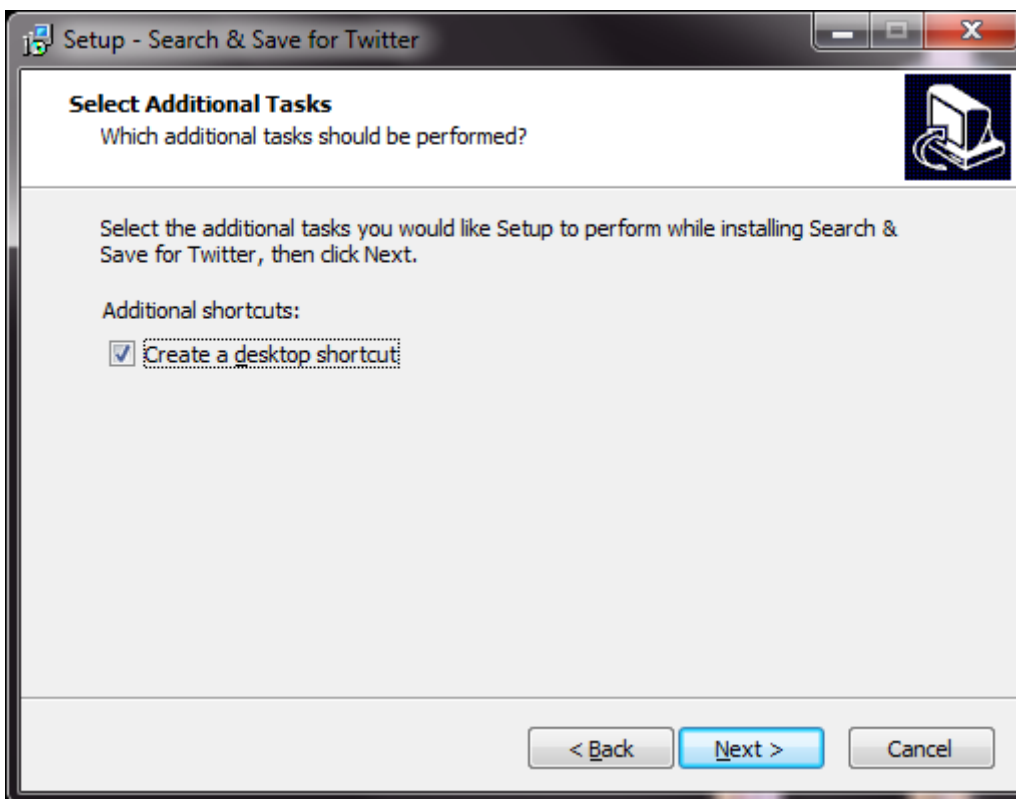 Setup - Search & Save for Twitter
Select Additional Tasks
Which additional tasks should be performed?
Select the additional tasks you would like Setup to perform while installing Search &
Save for Twitter, then click Next.
Additional shortcuts:
Create a desktop shortcut
< Back Next > Cancel